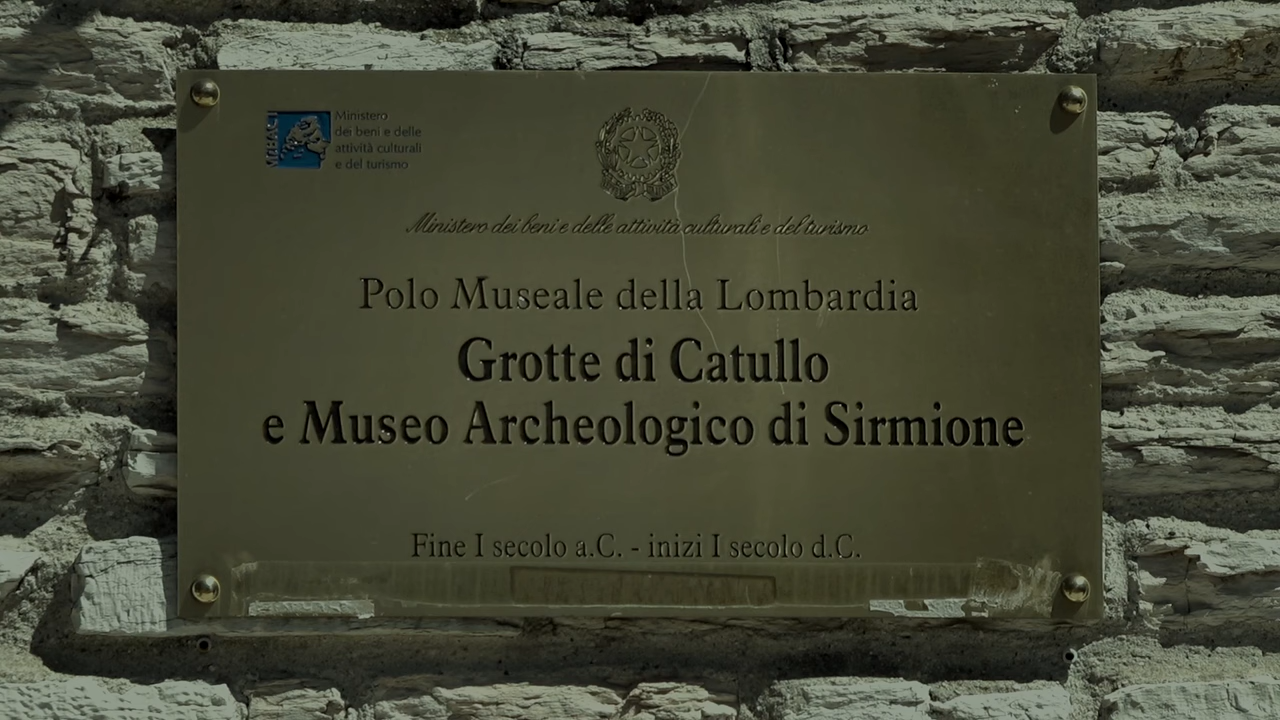 MiBACT
Ministero
dei beni e delle
attività culturali
e del turismo
Ministero dei beni e delle attività culturali e del turismo
Polo Museale della Lombardia
Grotte di Catullo
e Museo Archeologico di Sirmione
Fine I secolo a.C. - inizi I secolo d.C.